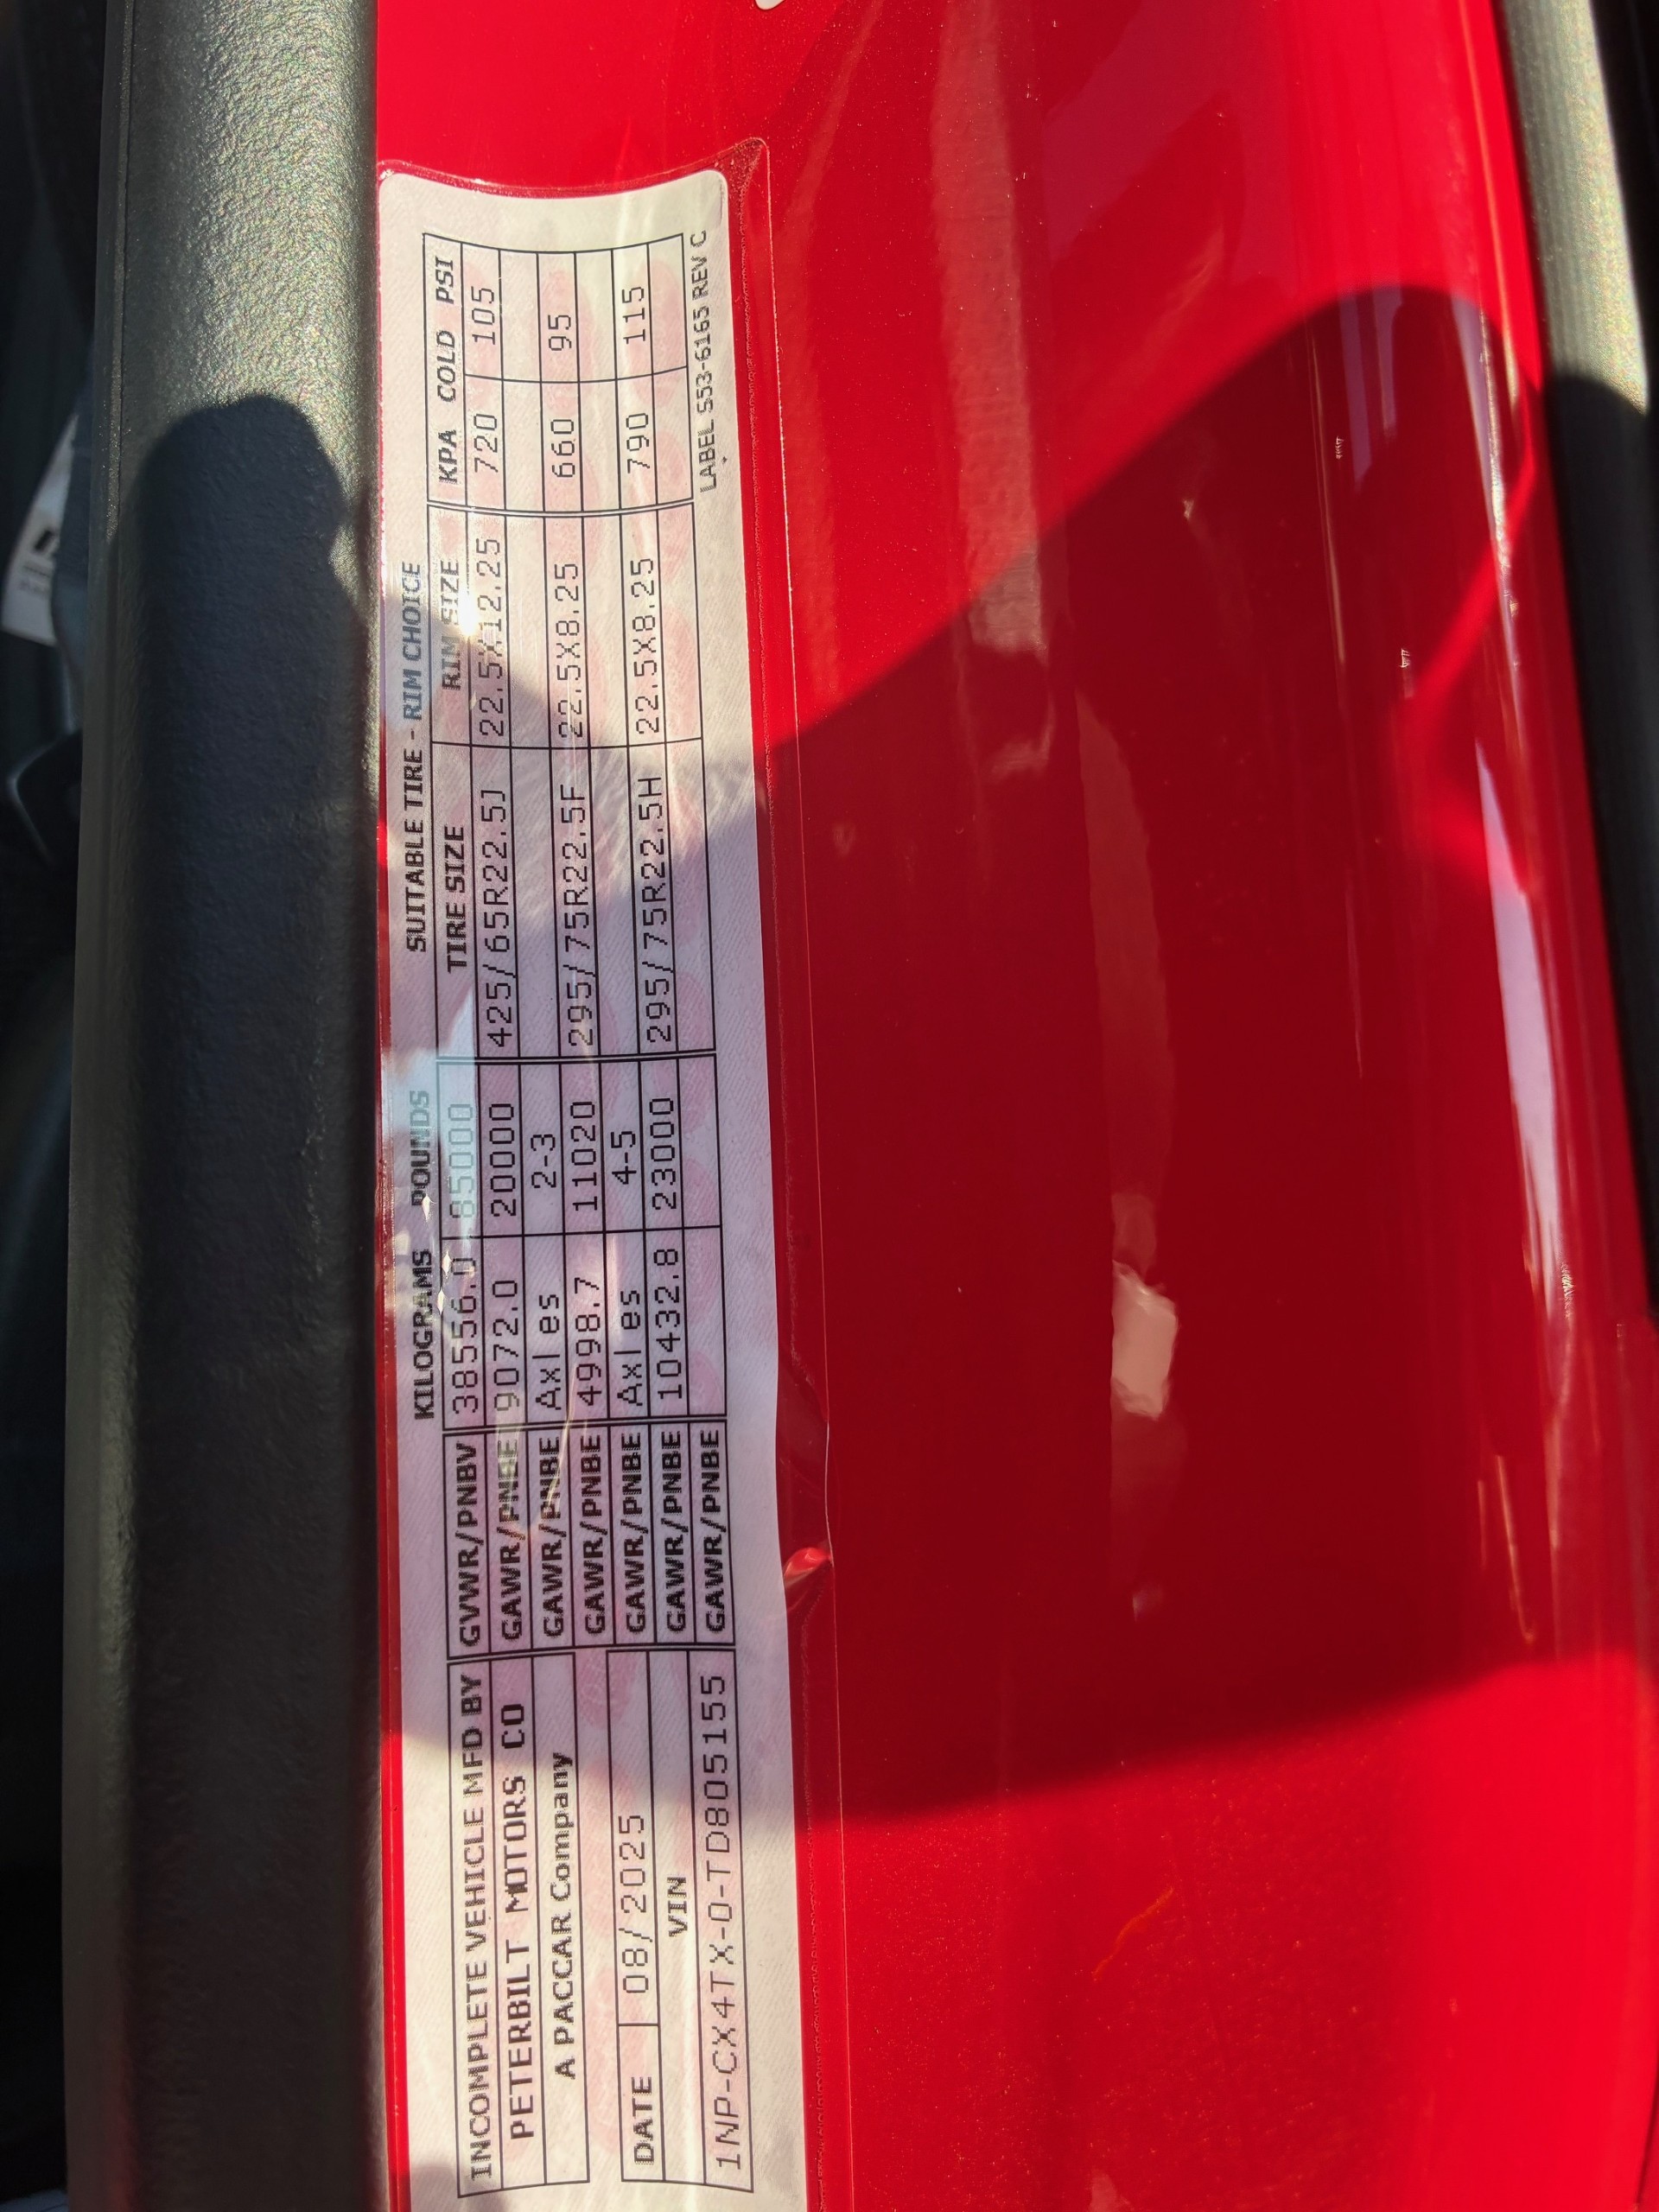 INCOMPLETE VEHICLE MFD BY
PETERBILT MOTORS CO
A PACCAR Company
DATE 08/2025
VIN
1NP-CX4TX-0-TD805155
KILOGRAMS POUNDS
GVWR/PNBV 38556.0 85000
GAWR/PNBE 9072.0 20000
GAWR/PNBE Axles 2-3
GAWR/PNBE 4998.7 11020
GAWR/PNBE Axles 4-5
GAWR/PNBE 10432.8 23000
GAWR/PNBE
SUITABLE TIRE - RIM CHOICE
TIRE SIZE RIM SIZE KPA COLD PSI
425/65R22.5J 22.5X12.25 720 105
295/75R22.5F 22.5X8.25 660 95
295/75R22.5H 22.5X8.25 790 115
LABEL S53-6165 REV C